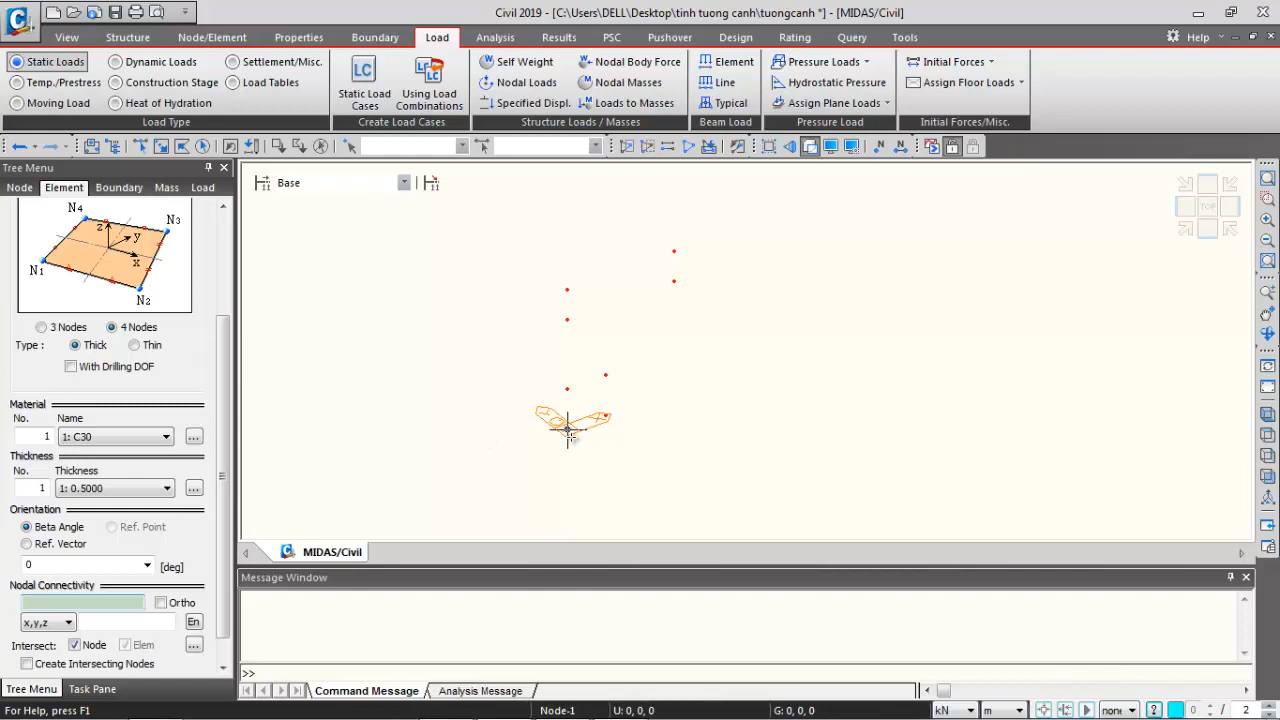 Civil 2019 - [C:\Users\DELL\Desktop\tinh tuong canh\tuongcanh *] - [MIDAS/Civil]
View Structure Node/Element Properties Boundary Load Analysis Results PSC Pushover Design Rating Query Tools Help
Static Loads Dynamic Loads Settlement/Misc.
Temp./Prestress Construction Stage Load Tables
Moving Load Heat of Hydration
Load Type
Static Load Cases
Using Load Combinations
Create Load Cases
Self Weight Nodal Body Force
Nodal Loads Nodal Masses
Specified Displ. Loads to Masses
Structure Loads / Masses
Element
Line
Typical
Beam Load
Pressure Loads
Hydrostatic Pressure
Assign Plane Loads
Pressure Load
Initial Forces
Assign Floor Loads
Initial Forces/Misc.
Tree Menu
Node Element Boundary Mass Load
N4
N3
z
y
x
N1
N2
3 Nodes 4 Nodes
Type : Thick Thin
With Drilling DOF
Material
No. Name
1 1: C30 ...
Thickness
No. Thickness
1 1: 0.5000 ...
Orientation
Beta Angle Ref. Point
Ref. Vector
0 [deg]
Nodal Connectivity
Ortho
x,y,z En
Intersect: Node Elem ...
Create Intersecting Nodes
Tree Menu Task Pane
Base
TOP
MIDAS/Civil
Message Window
>>
Command Message Analysis Message
For Help, press F1 Node-1 U: 0, 0, 0 G: 0, 0, 0 kN m none ? 0 / 2